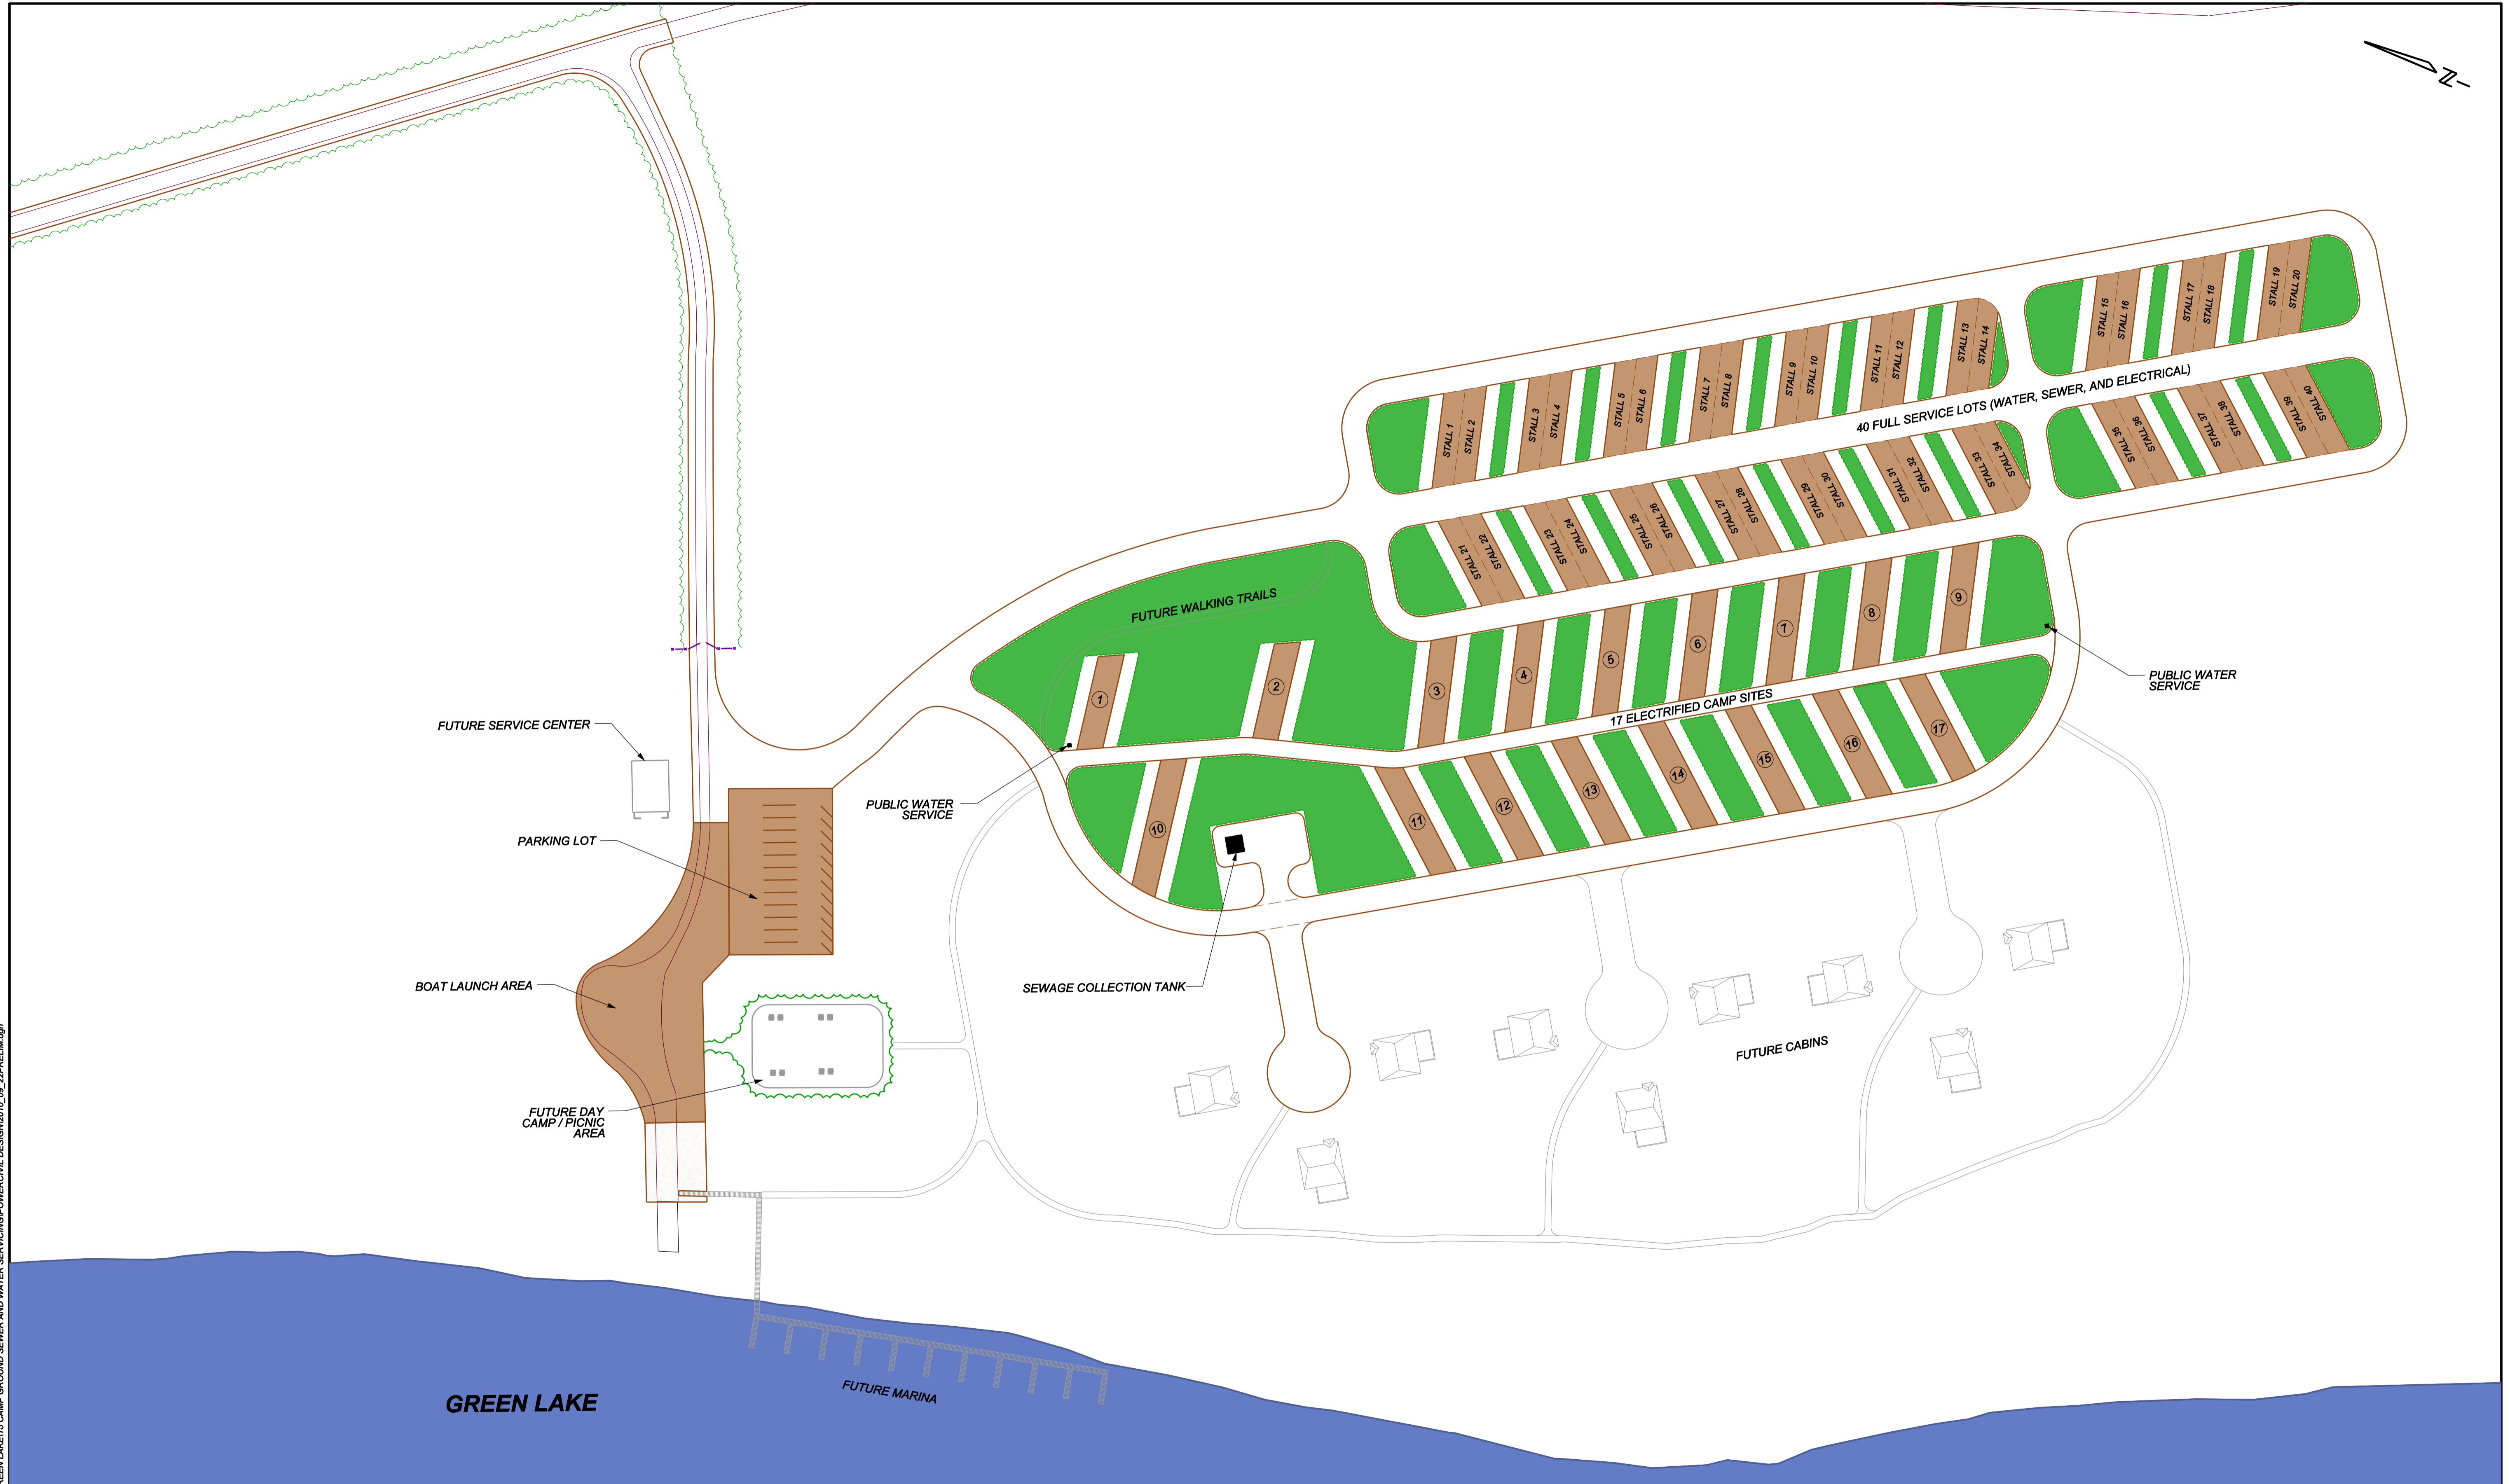 N
STALL 1
STALL 2
STALL 3
STALL 4
STALL 5
STALL 6
STALL 7
STALL 8
STALL 9
STALL 10
STALL 11
STALL 12
STALL 13
STALL 14
STALL 15
STALL 16
STALL 17
STALL 18
STALL 19
STALL 20
40 FULL SERVICE LOTS (WATER, SEWER, AND ELECTRICAL)
STALL 21
STALL 22
STALL 23
STALL 24
STALL 25
STALL 26
STALL 27
STALL 28
STALL 29
STALL 30
STALL 31
STALL 32
STALL 33
STALL 34
STALL 35
STALL 36
STALL 37
STALL 38
STALL 39
STALL 40
FUTURE WALKING TRAILS
1
2
3
4
5
6
7
8
9
17 ELECTRIFIED CAMP SITES
10
11
12
13
14
15
16
17
PUBLIC WATER
SERVICE
FUTURE SERVICE CENTER
PUBLIC WATER
SERVICE
PARKING LOT
BOAT LAUNCH AREA
SEWAGE COLLECTION TANK
FUTURE CABINS
FUTURE DAY
CAMP / PICNIC
AREA
GREEN LAKE
FUTURE MARINA